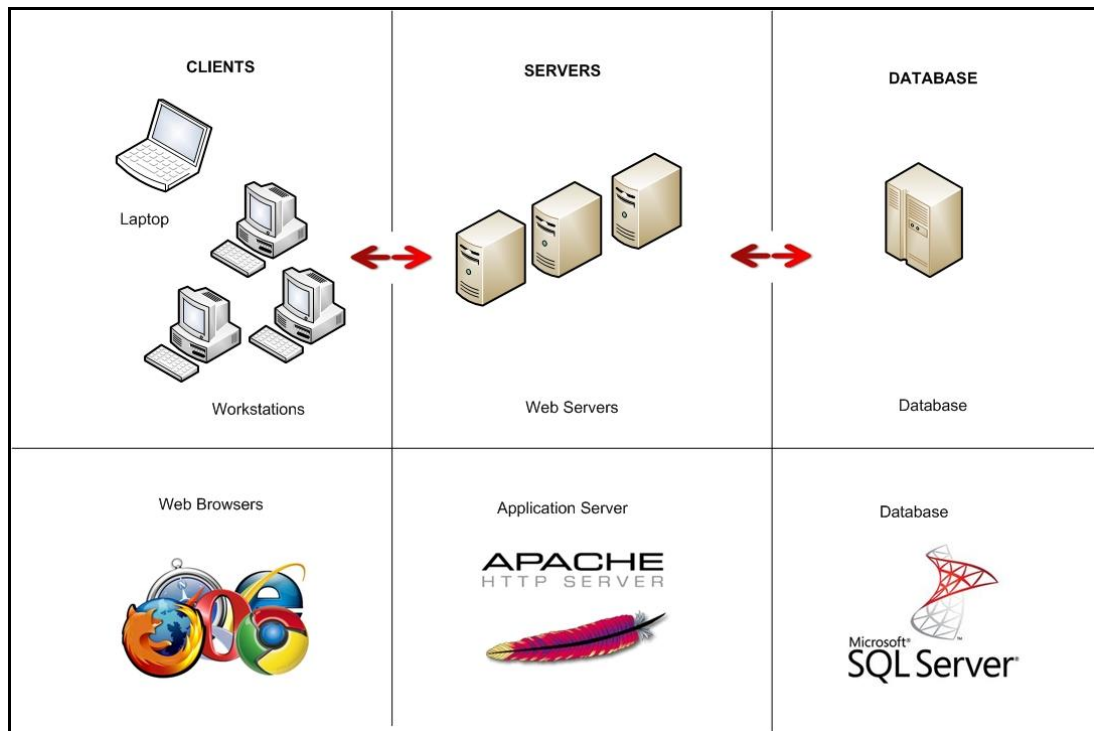 CLIENTS
SERVERS
DATABASE
Laptop
Workstations
Web Servers
Database
Web Browsers
Application Server
APACHE
HTTP SERVER
Database
Microsoft®
SQL Server®